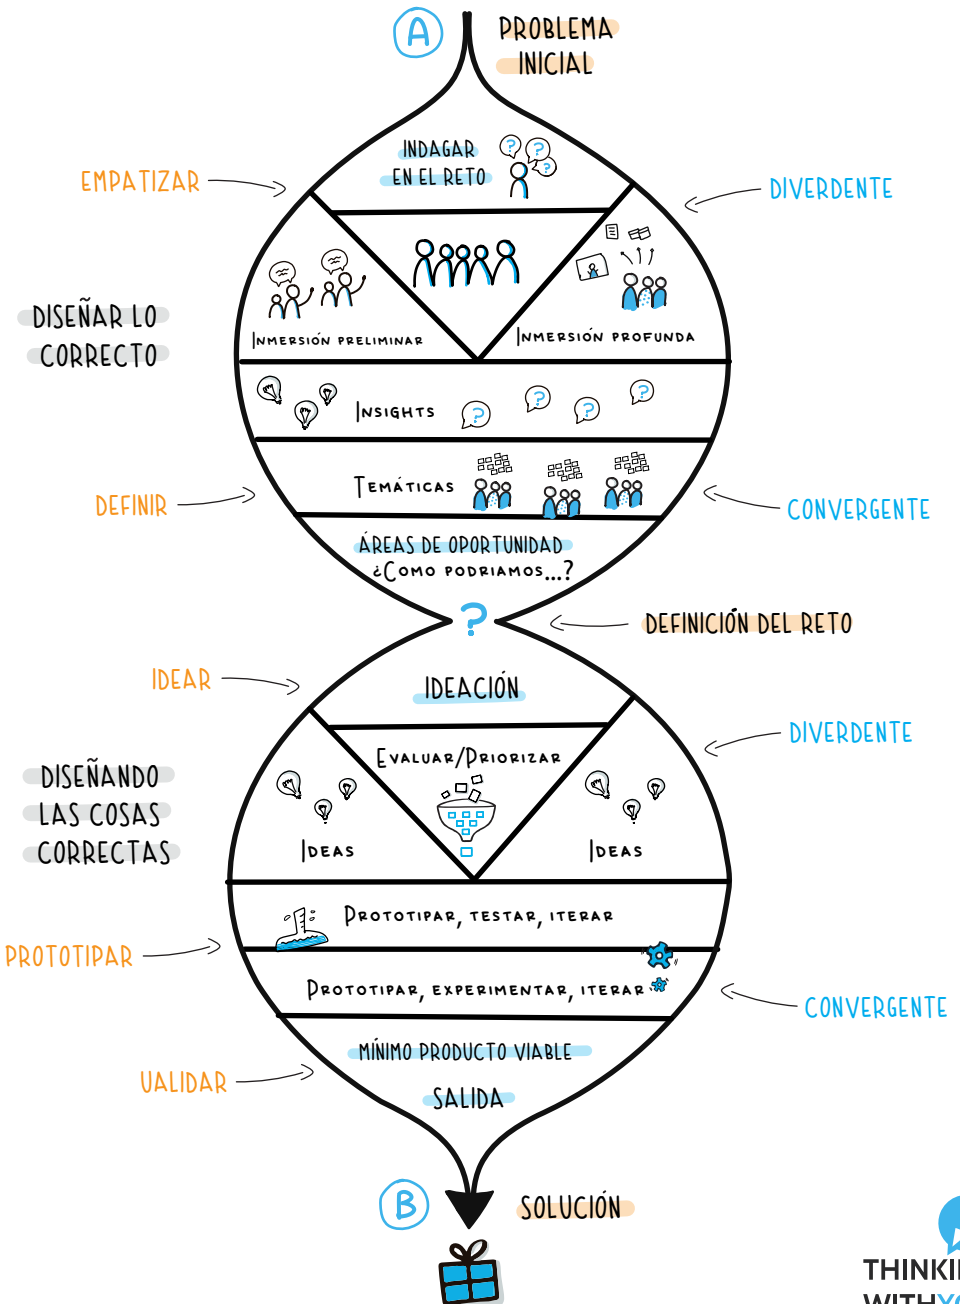 A
PROBLEMA
INICIAL
INDAGAR
EN EL RETO
EMPATIZAR
DIVERDENTE
DISEÑAR LO
CORRECTO
INMERSIÓN PRELIMINAR
INMERSIÓN PROFUNDA
INSIGHTS
TEMÁTICAS
DEFINIR
CONVERGENTE
ÁREAS DE OPORTUNIDAD
¿COMO PODRIAMOS...?
?
DEFINICIÓN DEL RETO
IDEAR
IDEACIÓN
DIVERDENTE
EVALUAR/PRIORIZAR
DISEÑANDO
LAS COSAS
CORRECTAS
IDEAS
IDEAS
PROTOTIPAR, TESTAR, ITERAR
PROTOTIPAR
PROTOTIPAR, EXPERIMENTAR, ITERAR
CONVERGENTE
MÍNIMO PRODUCTO VIABLE
VALIDAR
SALIDA
B
SOLUCIÓN